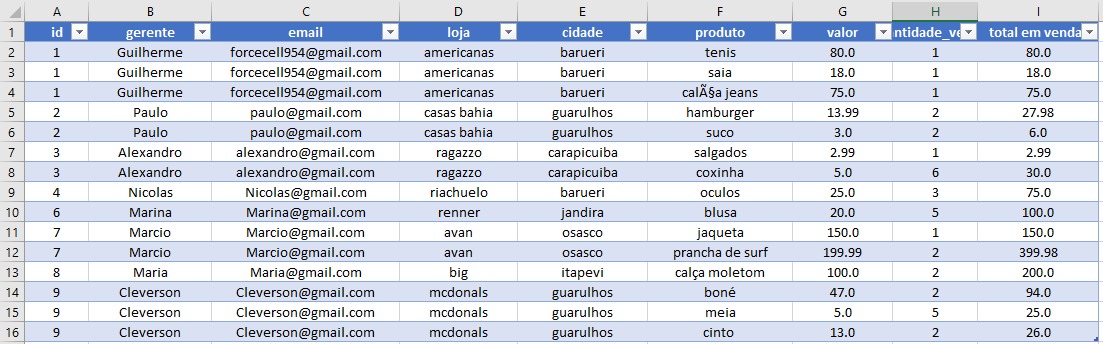 A B C D E F G H I
1 id gerente email loja cidade produto valor ntidade_ve total em venda
2 1 Guilherme forcecell954@gmail.com americanas barueri tenis 80.0 1 80.0
3 1 Guilherme forcecell954@gmail.com americanas barueri saia 18.0 1 18.0
4 1 Guilherme forcecell954@gmail.com americanas barueri calÃ§a jeans 75.0 1 75.0
5 2 Paulo paulo@gmail.com casas bahia guarulhos hamburger 13.99 2 27.98
6 2 Paulo paulo@gmail.com casas bahia guarulhos suco 3.0 2 6.0
7 3 Alexandro alexandro@gmail.com ragazzo carapicuiba salgados 2.99 1 2.99
8 3 Alexandro alexandro@gmail.com ragazzo carapicuiba coxinha 5.0 6 30.0
9 4 Nicolas Nicolas@gmail.com riachuelo barueri oculos 25.0 3 75.0
10 6 Marina Marina@gmail.com renner jandira blusa 20.0 5 100.0
11 7 Marcio Marcio@gmail.com avan osasco jaqueta 150.0 1 150.0
12 7 Marcio Marcio@gmail.com avan osasco prancha de surf 199.99 2 399.98
13 8 Maria Maria@gmail.com big itapevi calça moletom 100.0 2 200.0
14 9 Cleverson Cleverson@gmail.com mcdonals guarulhos boné 47.0 2 94.0
15 9 Cleverson Cleverson@gmail.com mcdonals guarulhos meia 5.0 5 25.0
16 9 Cleverson Cleverson@gmail.com mcdonals guarulhos cinto 13.0 2 26.0